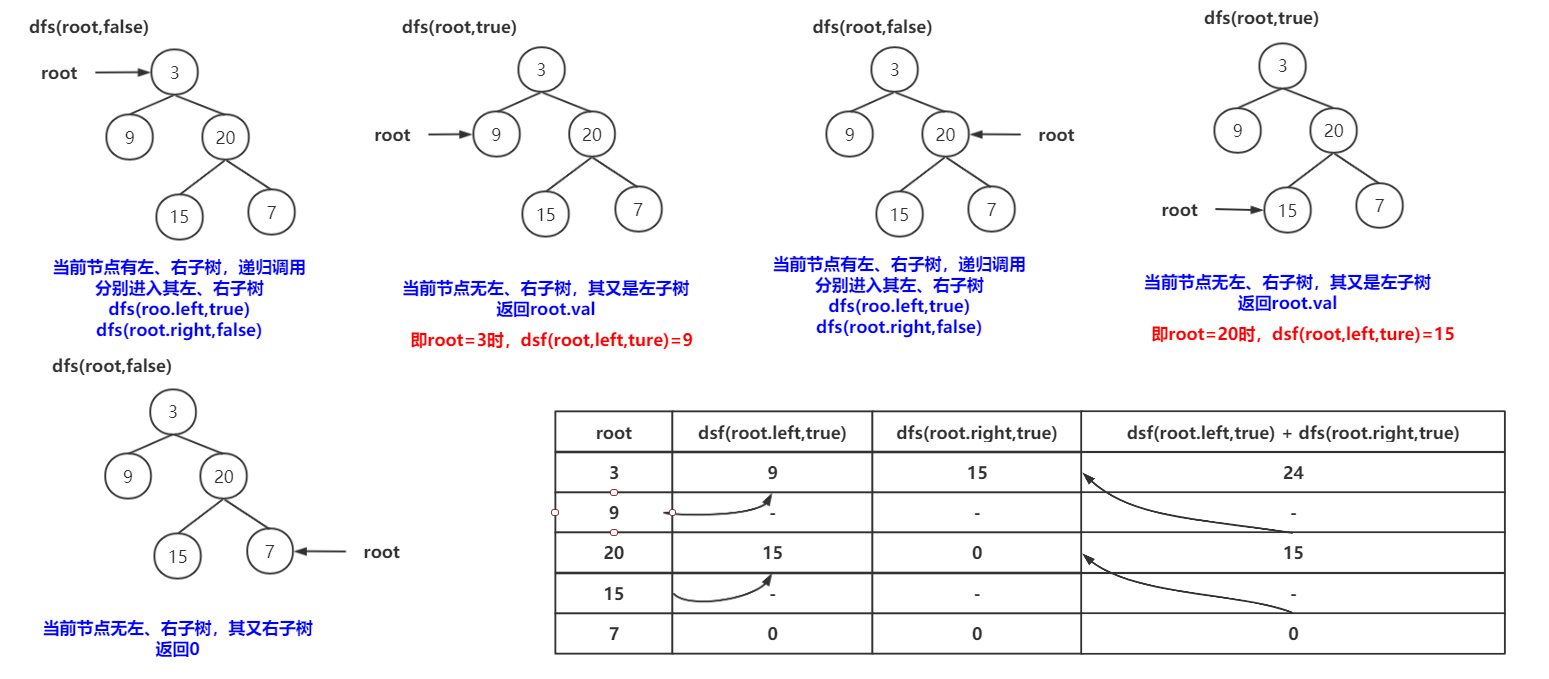 dfs(root,false)
root
3
9
20
15
7
当前节点有左、右子树，递归调用
分别进入其左、右子树
dfs(roo.left,true)
dfs(root.right,false)
dfs(root,true)
3
root
9
20
15
7
当前节点无左、右子树，其又是左子树
返回root.val
即root=3时，dsf(root,left,ture)=9
dfs(root,false)
3
9
20
root
15
7
当前节点有左、右子树，递归调用
分别进入其左、右子树
dfs(roo.left,true)
dfs(root.right,false)
dfs(root,true)
3
9
20
root
15
7
当前节点无左、右子树，其又是左子树
返回root.val
即root=20时，dsf(root,left,ture)=15
dfs(root,false)
3
9
20
15
7
root
当前节点无左、右子树，其又右子树
返回0
root dsf(root.left,true) dfs(root.right,true) dsf(root.left,true) + dfs(root.right,true)
3 9 15 24
9 - - -
20 15 0 15
15 - - -
7 0 0 0